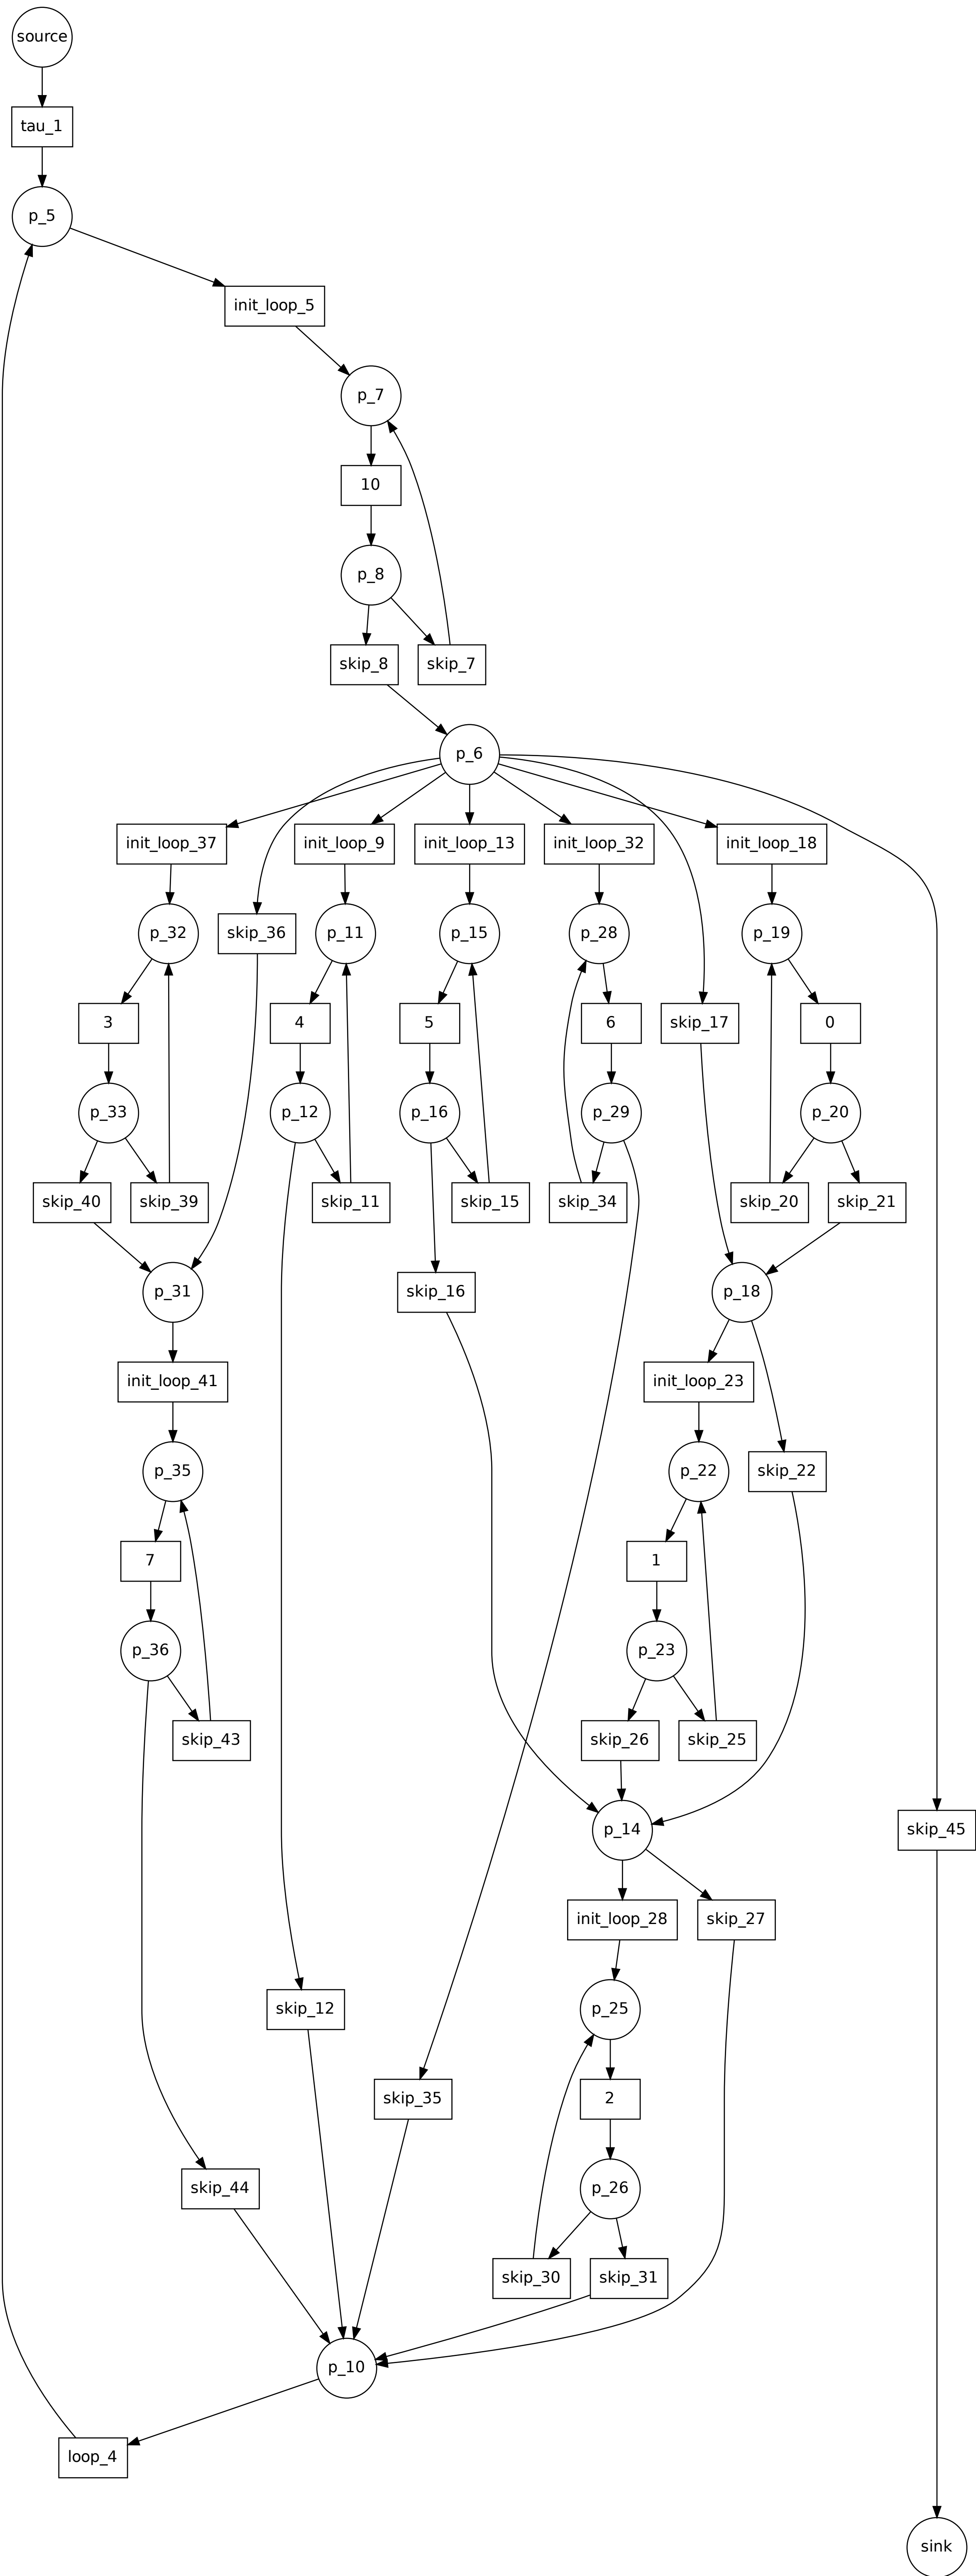 source
tau_1
p_5
init_loop_5
p_7
10
p_8
skip_8
skip_7
p_6
init_loop_37
init_loop_9
init_loop_13
init_loop_32
init_loop_18
p_32
skip_36
p_11
p_15
p_28
p_19
3
4
5
6
skip_17
0
p_33
p_12
p_16
p_29
p_20
skip_40
skip_39
skip_11
skip_15
skip_34
skip_20
skip_21
p_31
skip_16
p_18
init_loop_41
init_loop_23
p_35
p_22
skip_22
7
1
p_36
p_23
skip_43
skip_26
skip_25
p_14
skip_45
init_loop_28
skip_27
skip_12
p_25
skip_35
2
skip_44
p_26
skip_30
skip_31
p_10
loop_4
sink